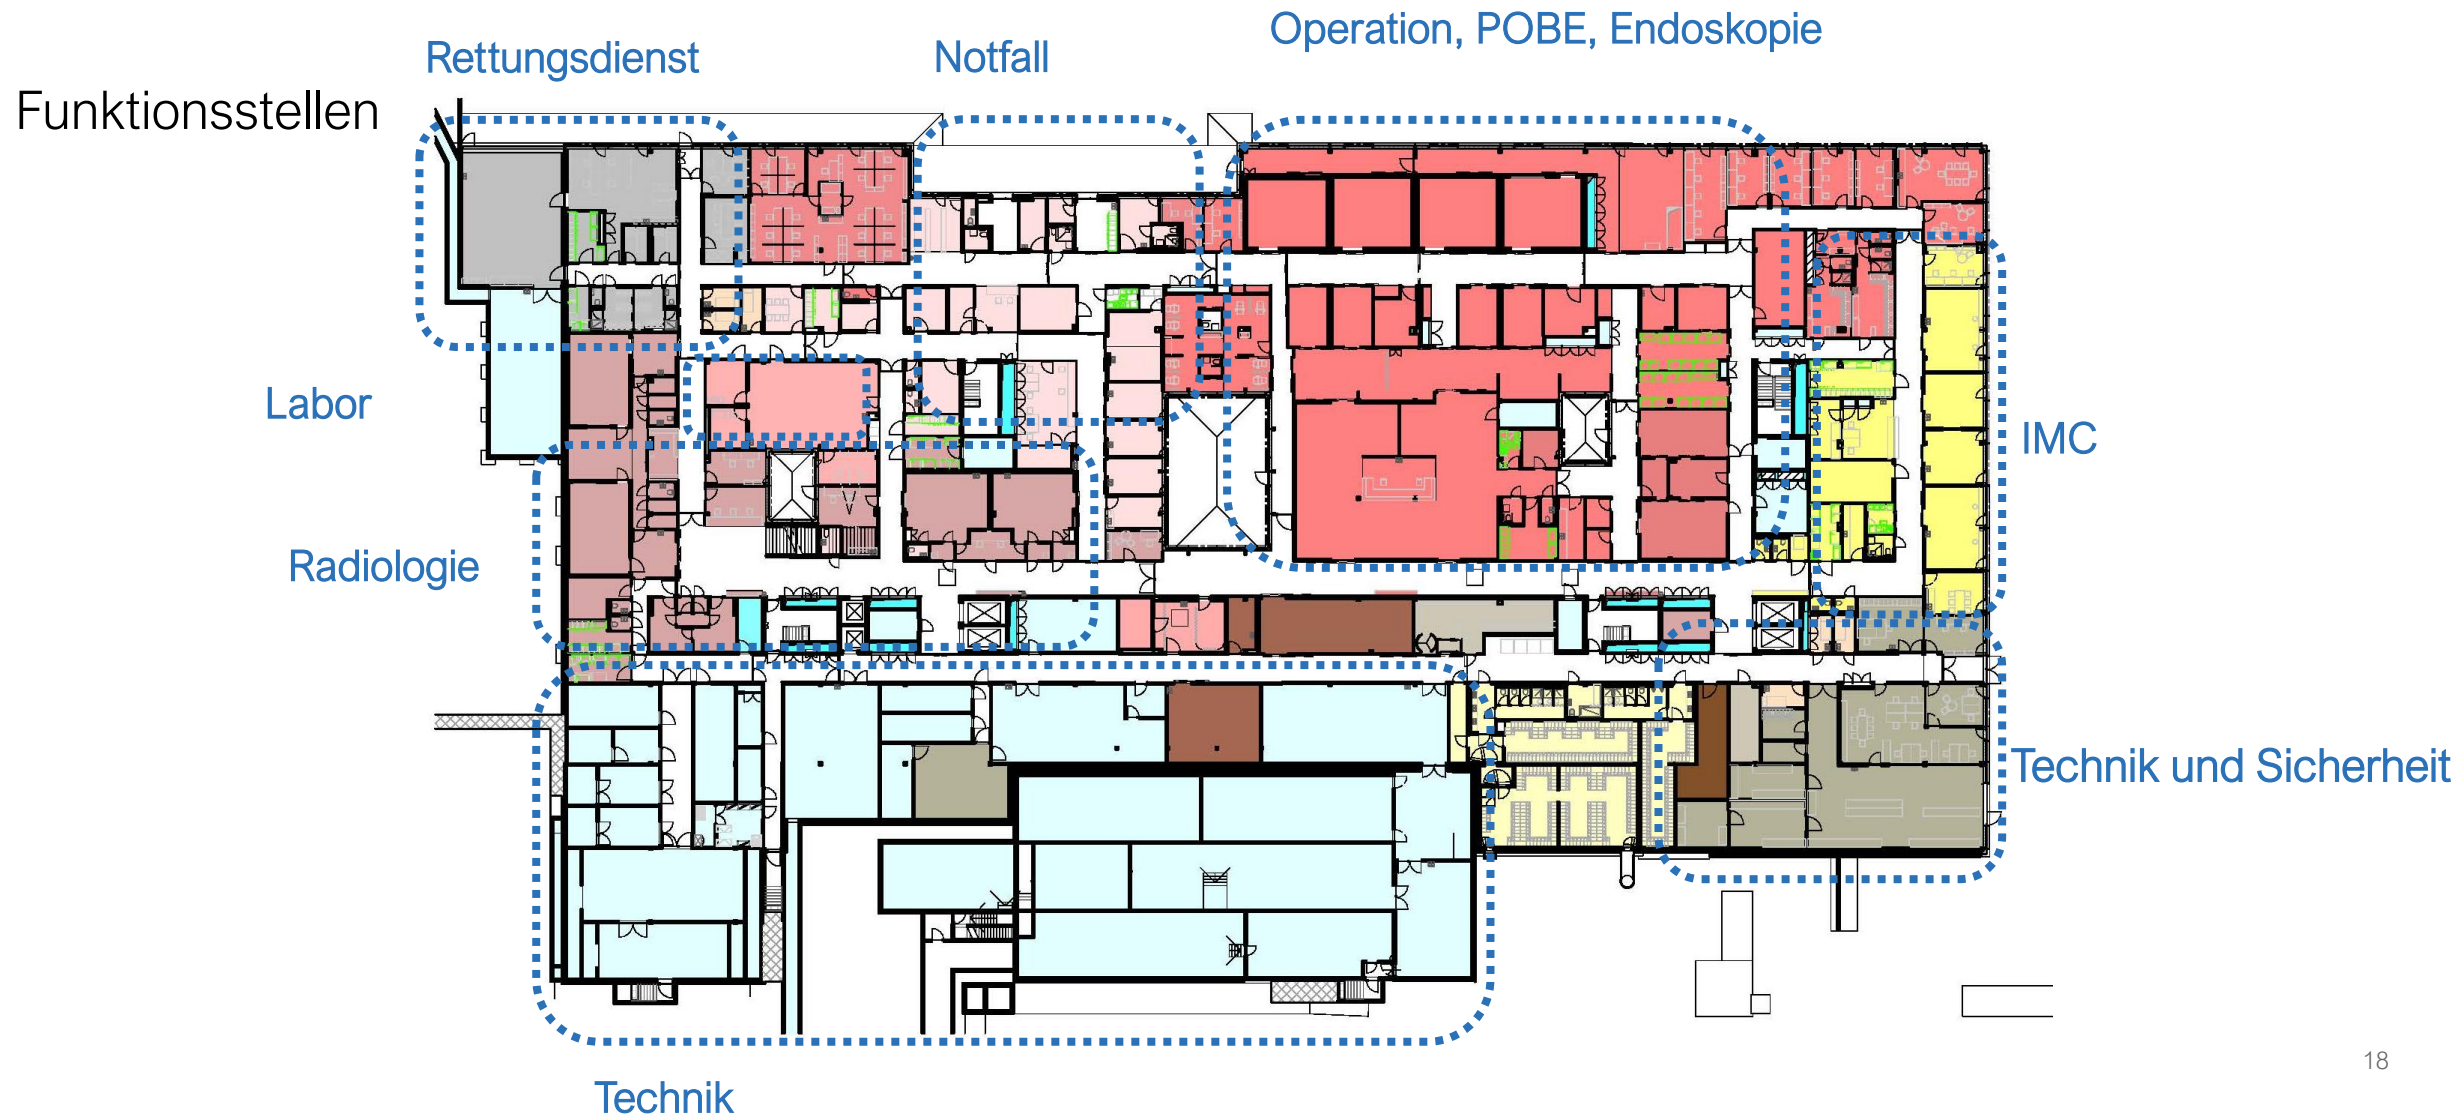 Operation, POBE, Endoskopie
Rettungsdienst
Notfall
Funktionsstellen
Labor
IMC
Radiologie
Technik und Sicherheit
18
Technik